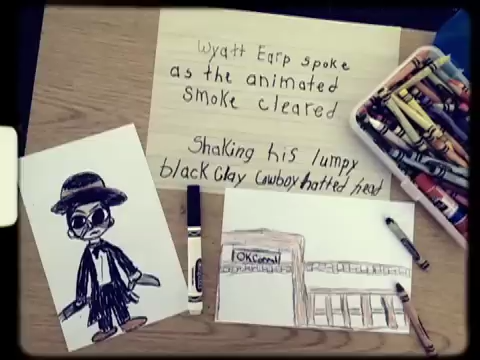 Wyatt Earp spoke
as the animated
smoke cleared
Shaking his lumpy
black clay cowboy hatted head
OK Corral